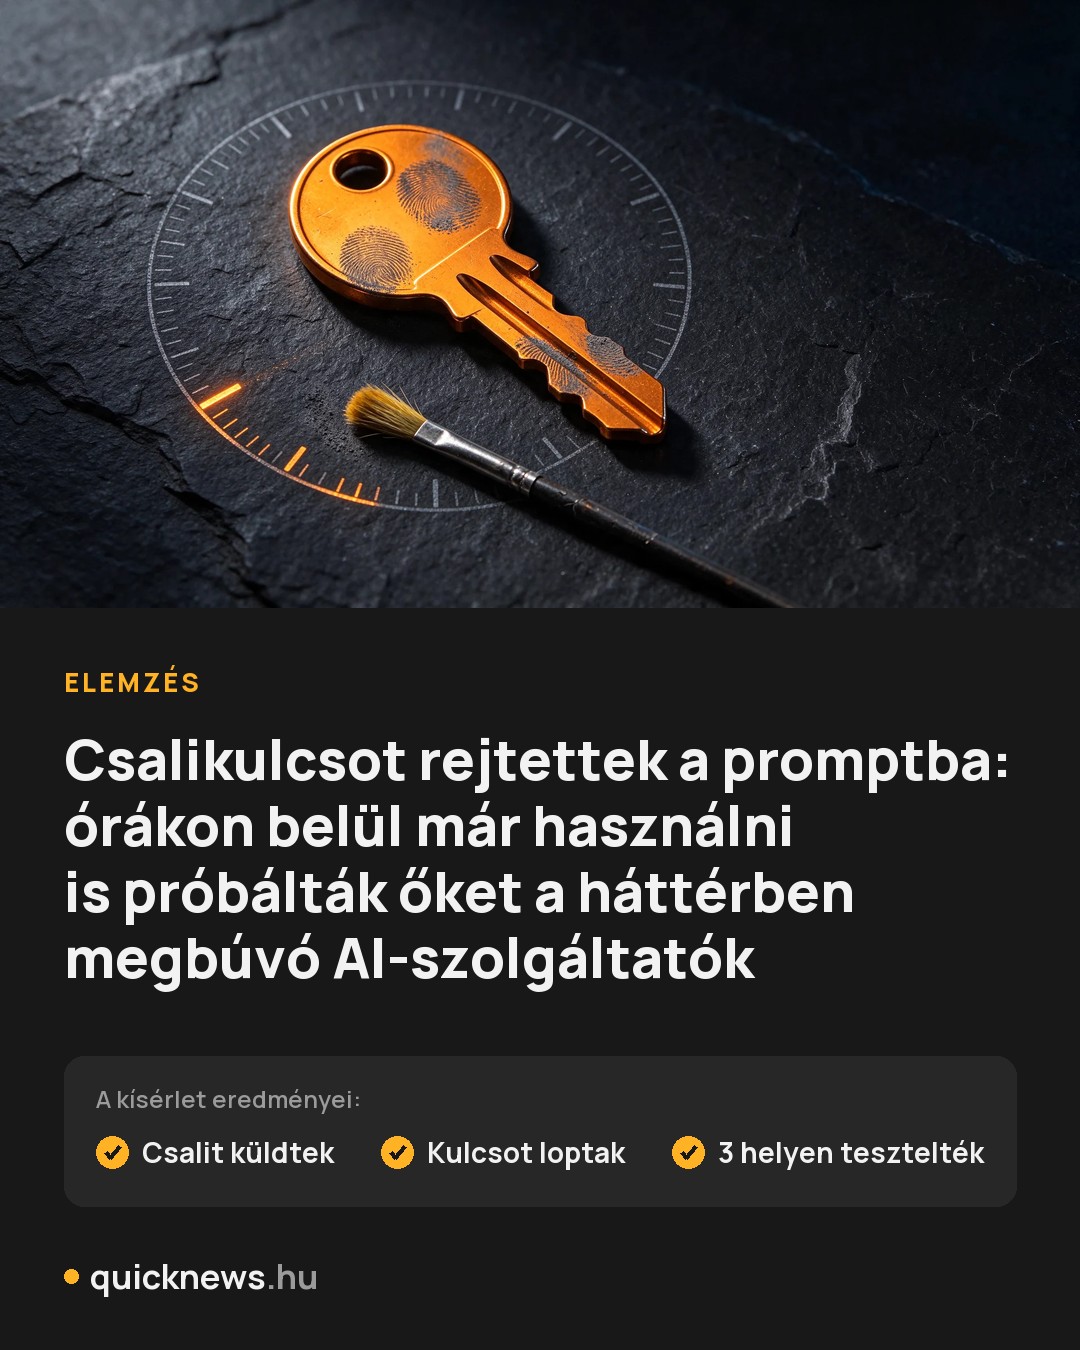 ELEMZÉS
Csalikulcsot rejtettek a promptba:
órákon belül már használni
is próbálták őket a háttérben
megbúvó AI-szolgáltatók
A kísérlet eredményei:
Csalit küldtek
Kulcsot loptak
3 helyen tesztelték
quicknews.hu